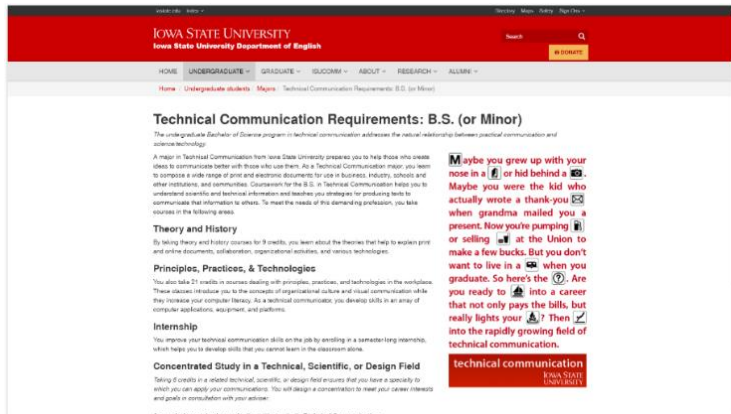 iastate.edu Index
Directory Maps Safety Sign Ons
IOWA STATE UNIVERSITY
Iowa State University Department of English
Search
DONATE
HOME UNDERGRADUATE GRADUATE ISUCOMM ABOUT RESEARCH ALUMNI
Home / Undergraduate students / Majors / Technical Communication Requirements: B.S. (or Minor)
Technical Communication Requirements: B.S. (or Minor)
The undergraduate Bachelor of Science program in technical communication addresses the natural relationship between practical communication and
science technology.
A major in Technical Communication from Iowa State University prepares you to help those who create
ideas to communicate better with those who use them. As a Technical Communication major, you learn
to compose a wide range of print and electronic documents for use in business, industry, schools and
other institutions, and communities. Coursework for the B.S. in Technical Communication helps you to
understand scientific and technical information and teaches you strategies for producing texts to
communicate that information to others. To meet the needs of this demanding profession, you take
courses in the following areas.
Theory and History
By taking theory and history courses for 9 credits, you learn about the theories that help to explain print
and online documents, collaboration, organizational activities, and various technologies.
Principles, Practices, & Technologies
You also take 21 credits in courses dealing with principles, practices, and technologies in the workplace.
These classes introduce you to the concepts of organizational culture and visual communication while
they increase your computer literacy. As a technical communicator, you develop skills in an array of
computer applications, equipment, and platforms.
Internship
You improve your technical communication skills on the job by enrolling in a semester-long internship,
which helps you to develop skills that you cannot learn in the classroom alone.
Concentrated Study in a Technical, Scientific, or Design Field
Taking 6 credits in a related technical, scientific, or design field ensures that you have a specialty to
which you can apply your communications. You will design a concentration to meet your career interests
and goals in consultation with your adviser.
Maybe you grew up with your
nose in a or hid behind a .
Maybe you were the kid who
actually wrote a thank-you
when grandma mailed you a
present. Now you're pumping
or selling at the Union to
make a few bucks. But you don't
want to live in a when you
graduate. So here's the ?. Are
you ready to into a career
that not only pays the bills, but
really lights your ? Then
into the rapidly growing field of
technical communication.
technical communication
IOWA STATE
UNIVERSITY